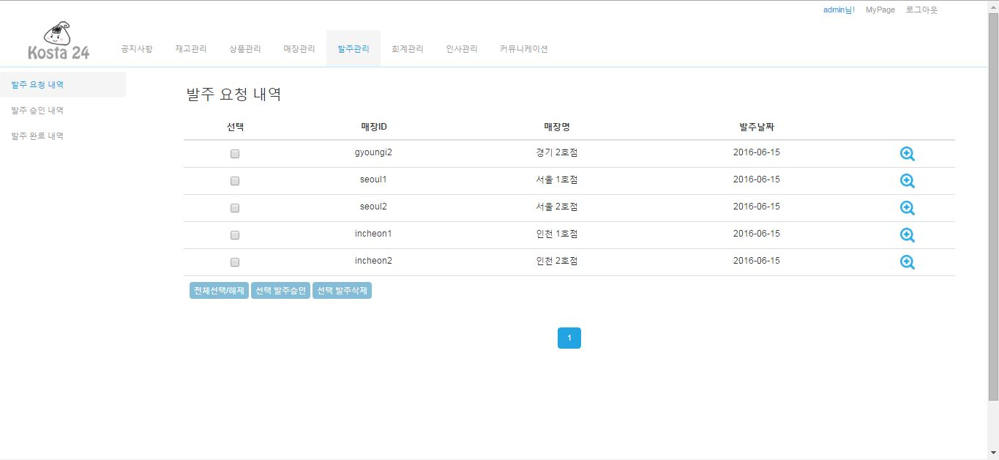 admin님! MyPage 로그아웃
Kosta 24
공지사항 재고관리 상품관리 매장관리 발주관리 회계관리 인사관리 커뮤니케이션
발주 요청 내역
발주 승인 내역
발주 완료 내역
발주 요청 내역
선택 매장ID 매장명 발주날짜
gyoungi2 경기 2호점 2016-06-15
seoul1 서울 1호점 2016-06-15
seoul2 서울 2호점 2016-06-15
incheon1 인천 1호점 2016-06-15
incheon2 인천 2호점 2016-06-15
전체선택/해제 선택 발주승인 선택 발주삭제
1